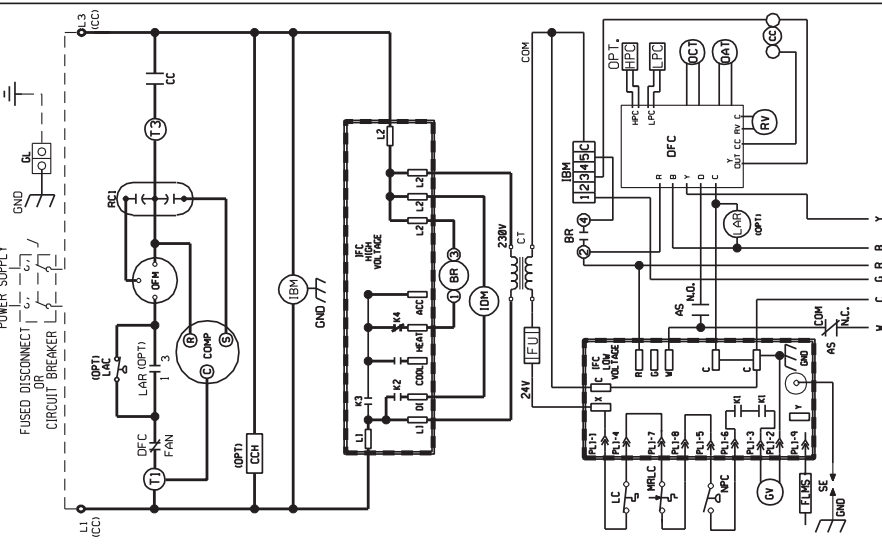 L3
(CC)
GND
GL
POWER SUPPLY
FUSED DISCONNECT
OR
CIRCUIT BREAKER
L1
(CC)
CC
T3
RC1
OFM
(OPT)
LAC
LAR (OPT)
1 3
DFC
FAN
T1
R
COMP
C
S
(OPT)
CCH
IBM
GND
IFC
HIGH
VOLTAGE
L2
L2
L2
L2
K4
ACC
HEAT
COOL
K3
K2
D1
L1
L1
BR
1
3
IDM
COM
230V
CT
24V
FU
IBM
1 2 3 4 5 C
BR
2
4
OPT.
HPC
LPC
HPC
LPC
OCT
OAT
CC
DFC
R
B
Y
D
C
RV C
RV
CC
Y
OUT
RV
LAR
(OPT)
AS
N.O.
COM
N.C.
AS
Y
B
R
G
C
W
IFC LOW
VOLTAGE
C
X
R
G
W
C
C
GND
K1
K1
Y
PL1-1
PL1-4
PL1-7
PL1-8
PL1-5
PL1-6
PL1-3
PL1-2
PL1-9
LC
MRLC
NPC
GV
FLMS
SE
GND